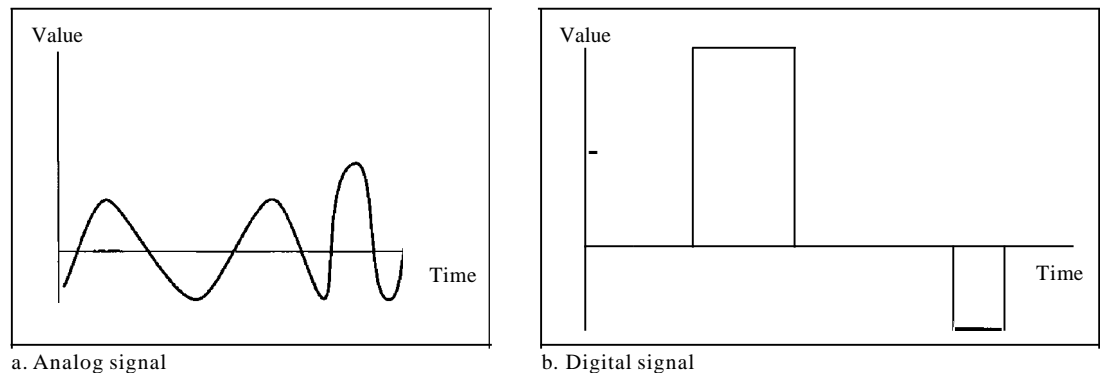 Value
Time
a. Analog signal
Value
Time
b. Digital signal